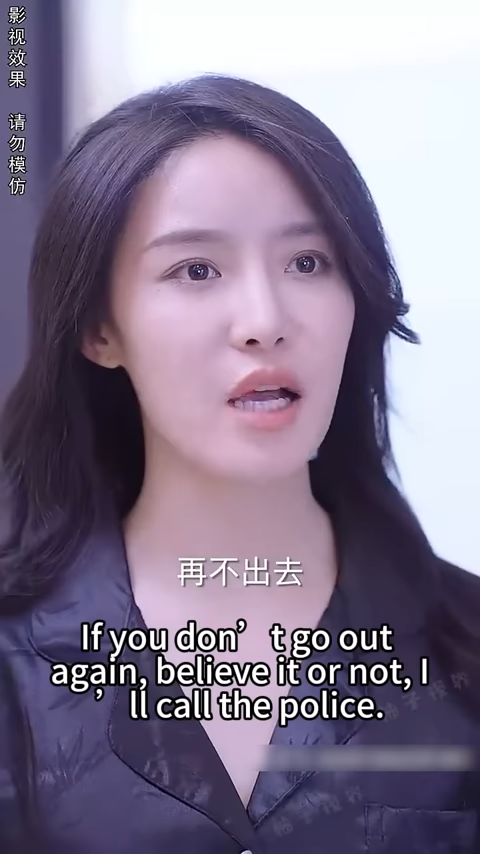 影视效果 请勿模仿
再不出去
If you don’t go out
again, believe it or not, I
’ll call the police.